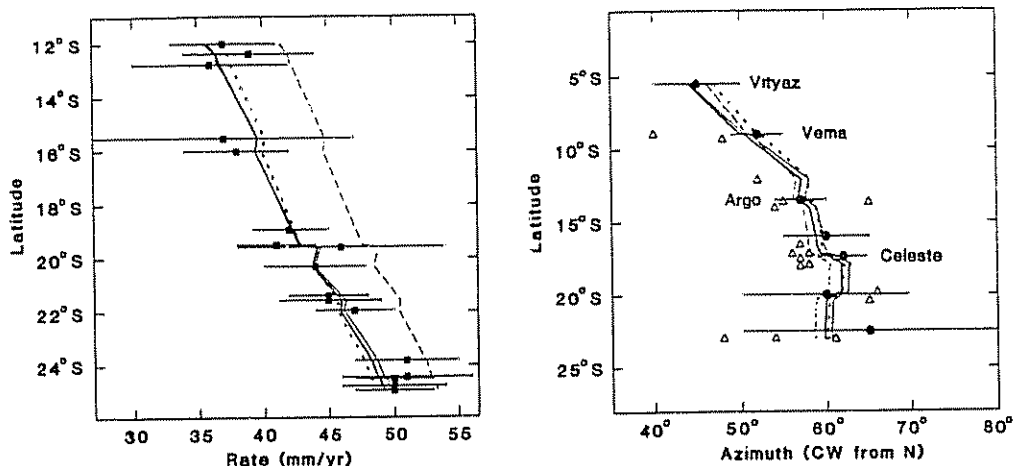 12°S
14°S
16°S
18°S
20°S
22°S
24°S
Latitude
30 35 40 45 50 55
Rate (mm/yr)
5°S
10°S
15°S
20°S
25°S
Latitude
Vityaz
Vema
Argo
Celeste
40° 50° 60° 70° 80°
Azimuth (CW from N)